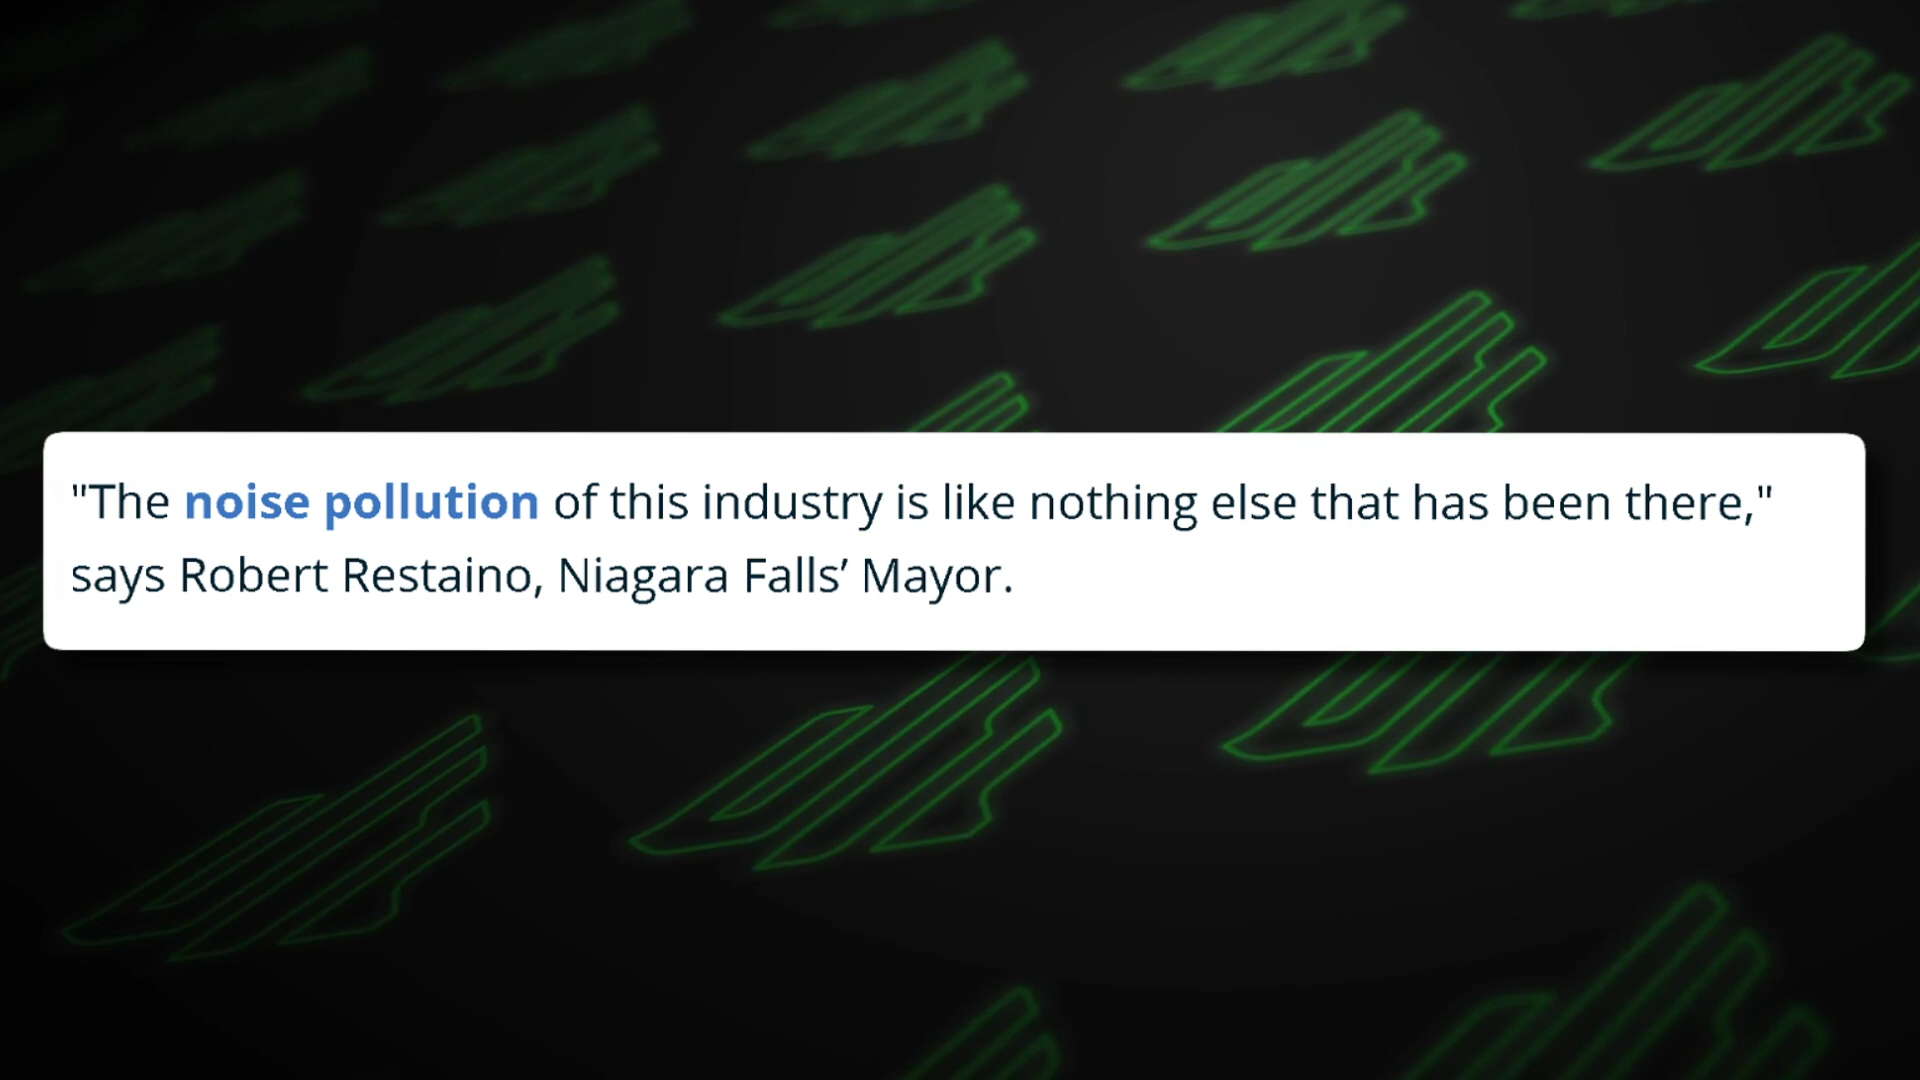 "The noise pollution of this industry is like nothing else that has been there,"
says Robert Restaino, Niagara Falls’ Mayor.